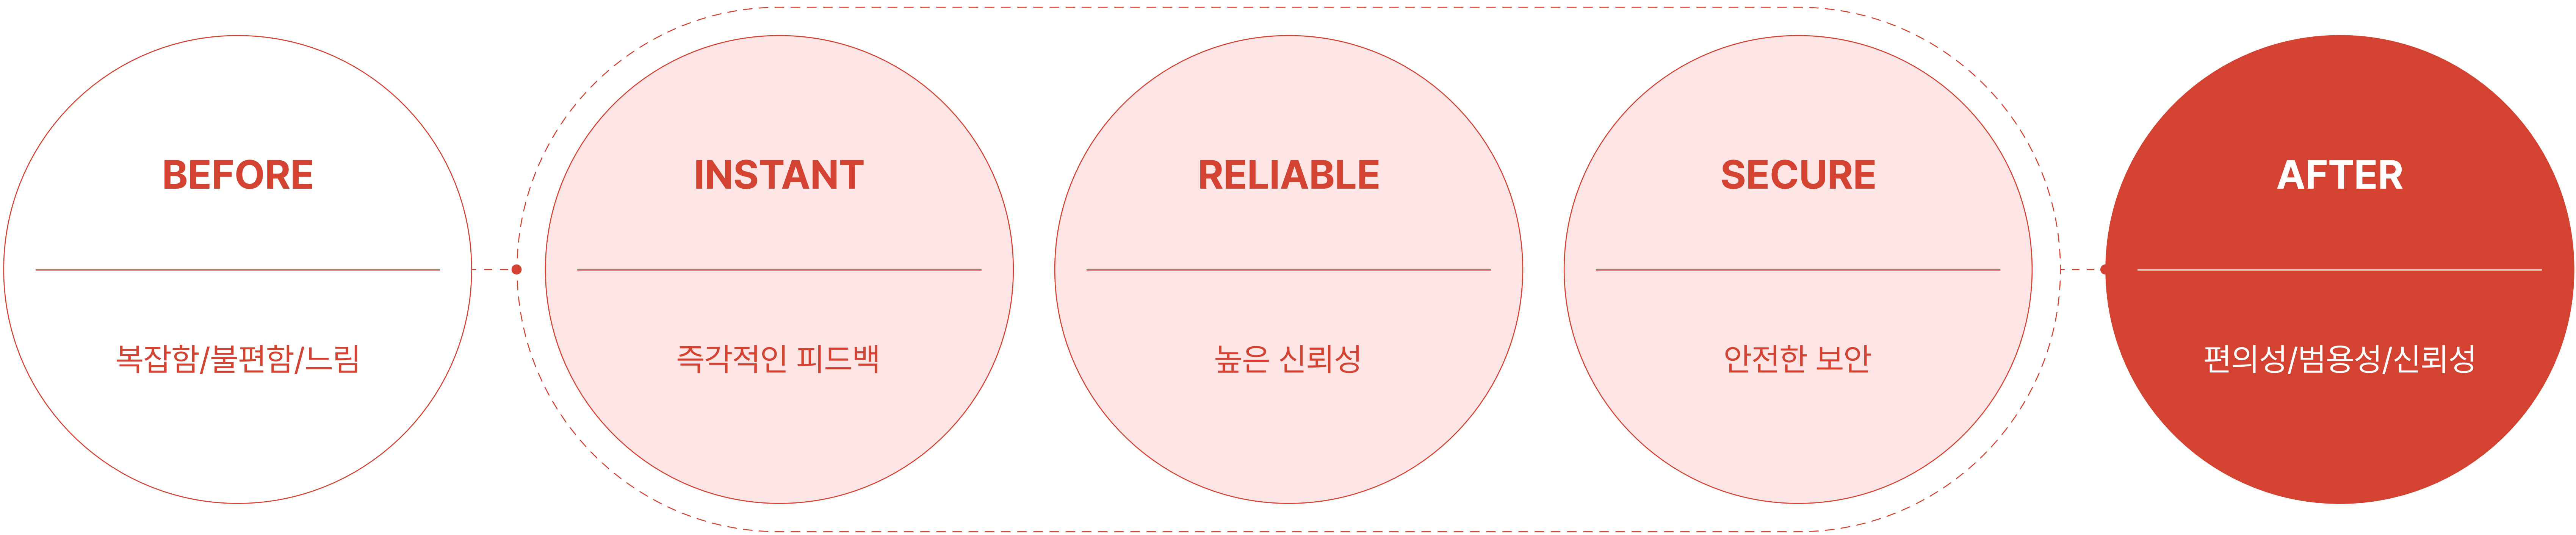 BEFORE
복잡함/불편함/느림
INSTANT
즉각적인 피드백
RELIABLE
높은 신뢰성
SECURE
안전한 보안
AFTER
편의성/범용성/신뢰성